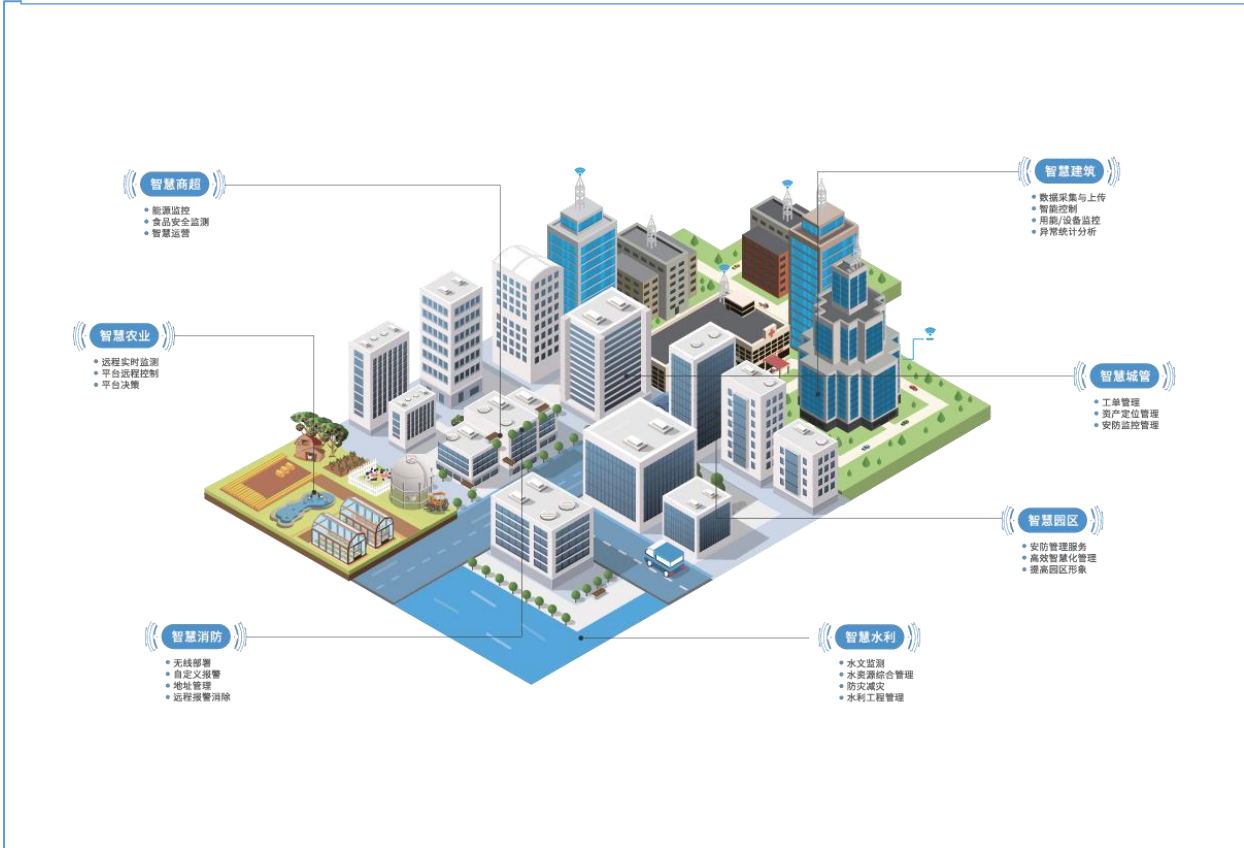 智慧商超
能源监控
食品安全监测
智慧运营
智慧建筑
数据采集与上传
智能控制
用能/设备监控
异常统计分析
智慧农业
远程实时监测
平台远程控制
平台决策
智慧城管
工单管理
资产定位管理
安防监控管理
智慧园区
安防管理服务
高效智慧化管理
提高园区形象
智慧消防
无线部署
自定义报警
地址管理
远程报警消除
智慧水利
水文监测
水资源综合管理
防灾减灾
水利工程管理